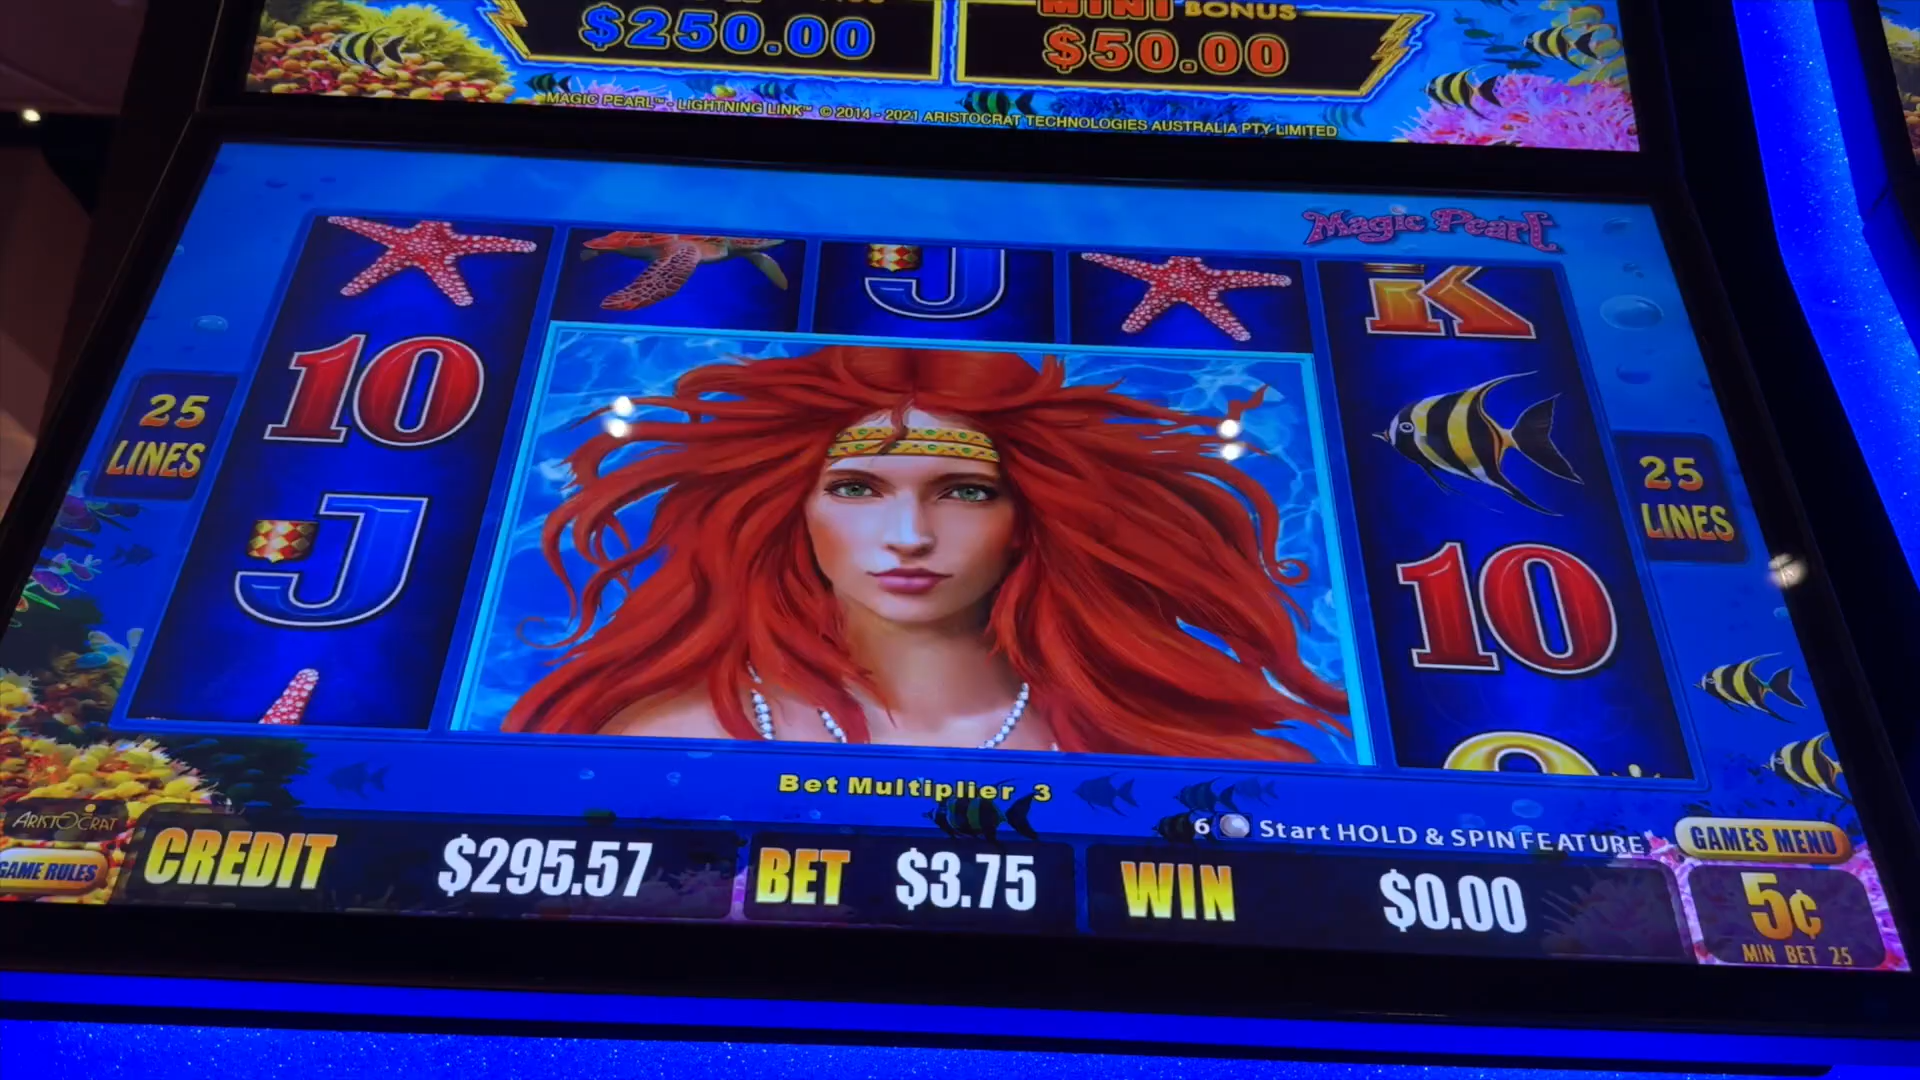 $250.00
MINI BONUS
$50.00
MAGIC PEARL™ - LIGHTNING LINK™ © 2014 - 2021 ARISTOCRAT TECHNOLOGIES AUSTRALIA PTY LIMITED
Magic Pearl
J
K
10
25
LINES
25
LINES
J
10
Bet Multiplier 3
6 Start HOLD & SPIN FEATURE
ARISTOCRAT
GAME RULES
CREDIT $295.57
BET $3.75
WIN $0.00
GAMES MENU
5¢
MIN BET 25